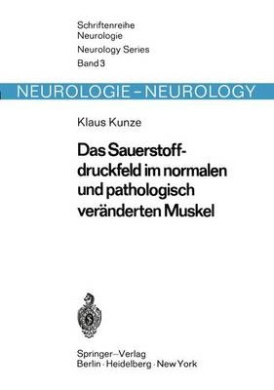 Schriftenreihe
Neurologie
Neurology Series
Band 3
NEUROLOGIE–NEUROLOGY
Klaus Kunze
Das Sauerstoff-
druckfeld im normalen
und pathologisch
veränderten Muskel
Springer-Verlag
Berlin · Heidelberg · New York